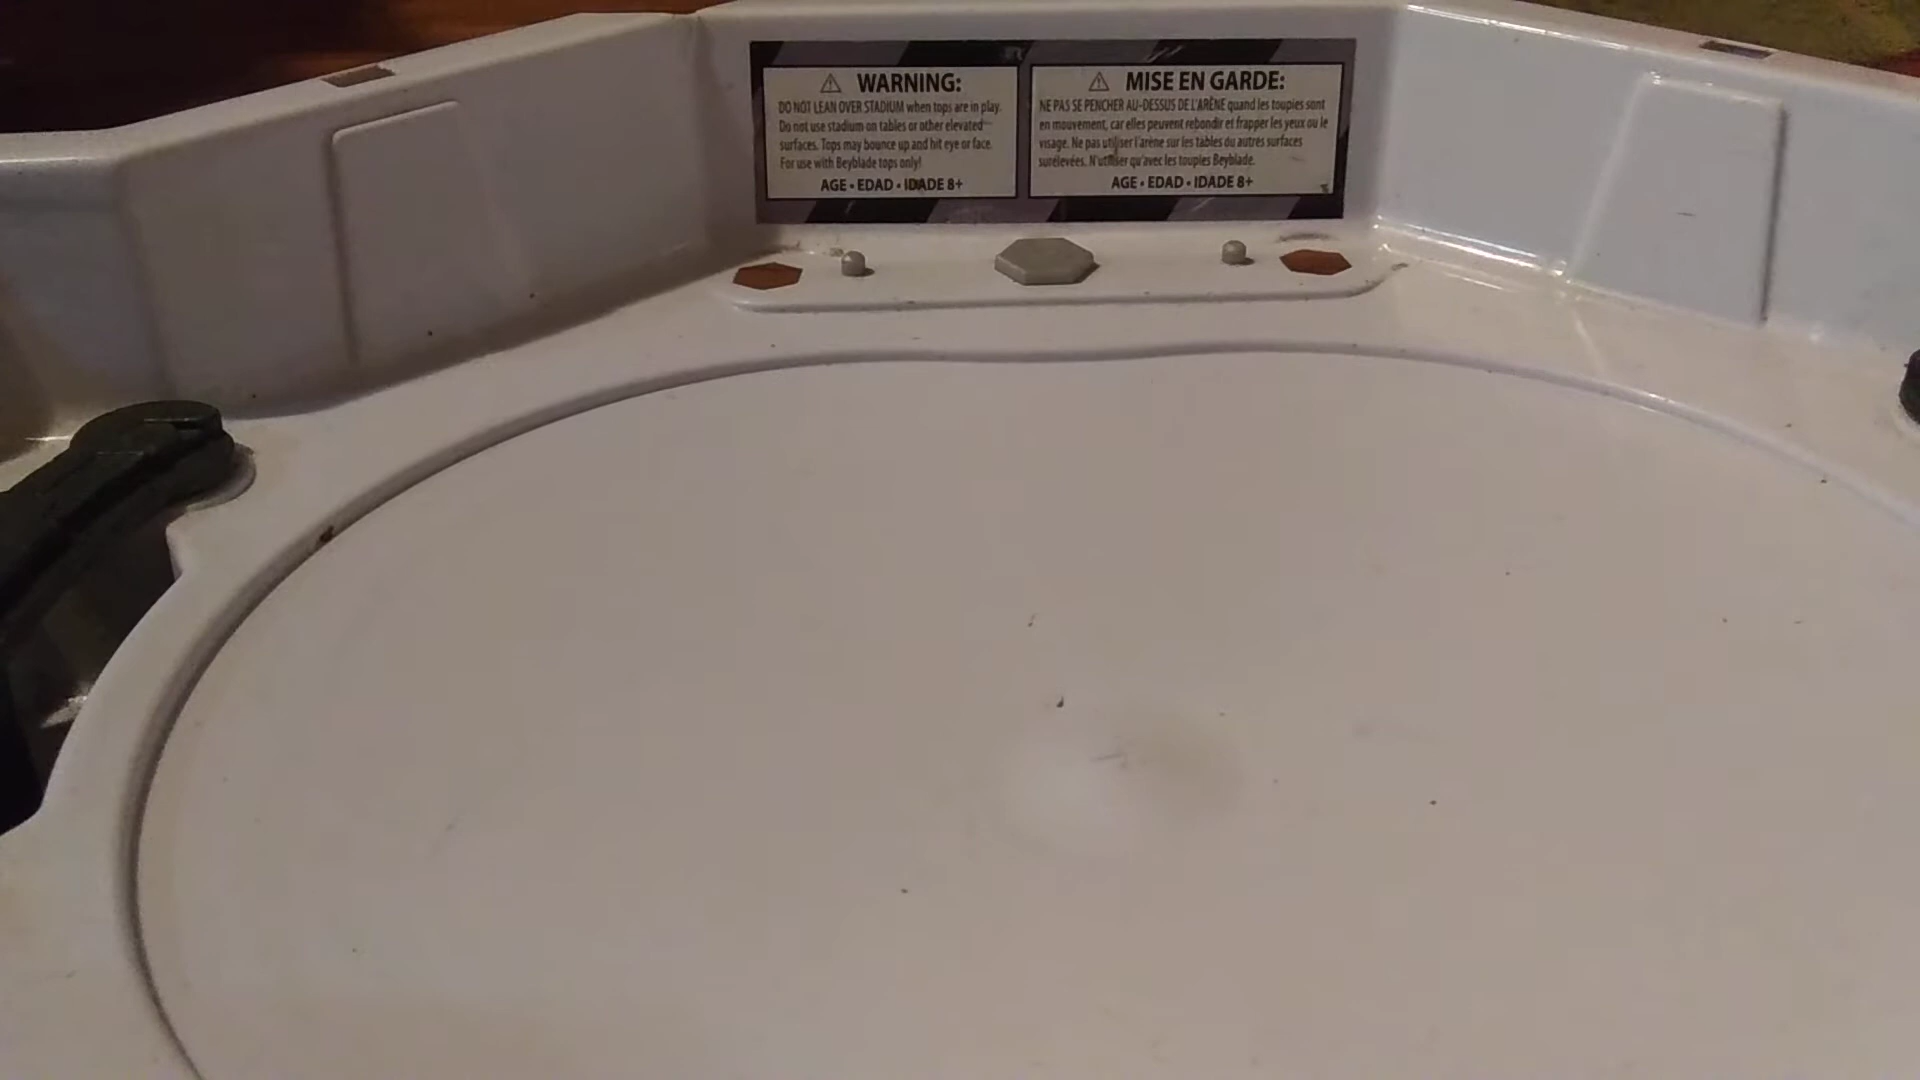 WARNING:
DO NOT LEAN OVER STADIUM when tops are in play.
Do not use stadium on tables or other elevated
surfaces. Tops may bounce up and hit eye or face.
For use with Beyblade tops only!
AGE • EDAD • IDADE 8+
MISE EN GARDE:
NE PAS SE PENCHER AU-DESSUS DE L'ARÈNE quand les toupies sont
en mouvement, car elles peuvent rebondir et frapper les yeux ou le
visage. Ne pas utiliser l'arène sur les tables ou autres surfaces
surélevées. N'utiliser qu'avec les toupies Beyblade.
AGE • EDAD • IDADE 8+